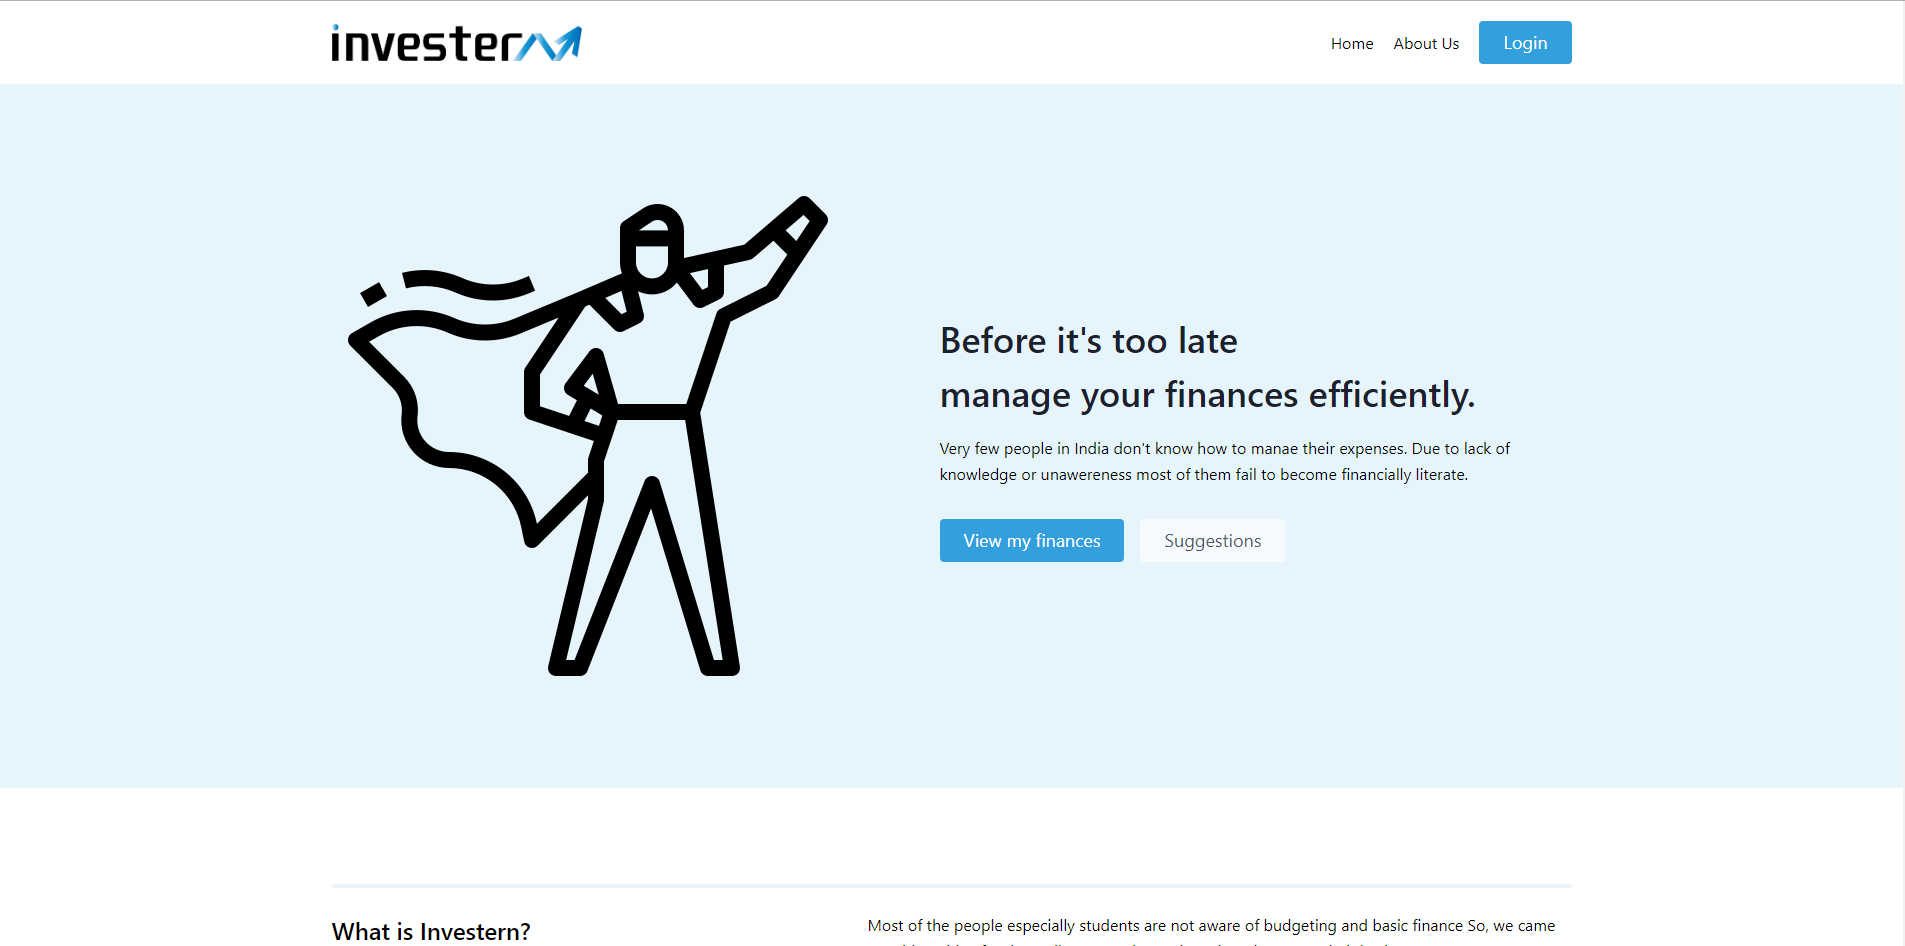 invester
Home About Us Login
Before it's too late
manage your finances efficiently.
Very few people in India don't know how to manae their expenses. Due to lack of
knowledge or unawereness most of them fail to become financially literate.
View my finances Suggestions
What is Investern?
Most of the people especially students are not aware of budgeting and basic finance So, we came